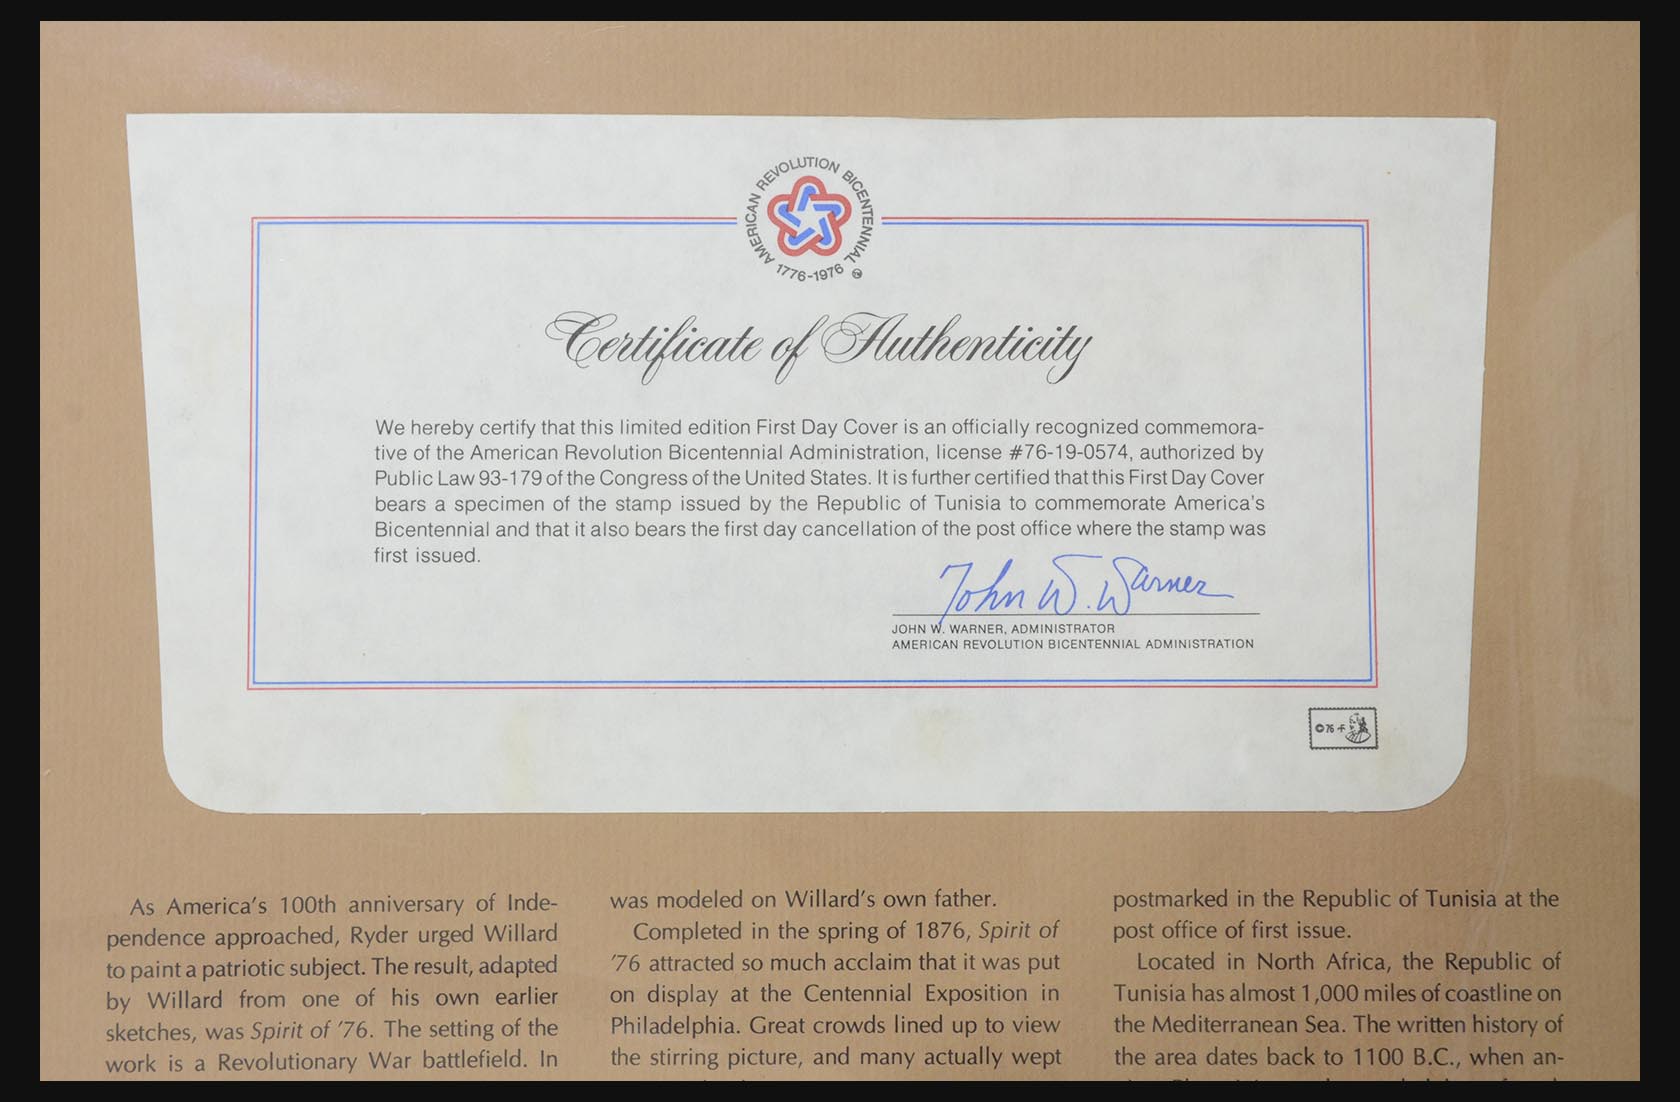 AMERICAN REVOLUTION BICENTENNIAL
1776-1976
Certificate of Authenticity
We hereby certify that this limited edition First Day Cover is an officially recognized commemora-
tive of the American Revolution Bicentennial Administration, license #76-19-0574, authorized by
Public Law 93-179 of the Congress of the United States. It is further certified that this First Day Cover
bears a specimen of the stamp issued by the Republic of Tunisia to commemorate America's
Bicentennial and that it also bears the first day cancellation of the post office where the stamp was
first issued.
John W. Warner
JOHN W. WARNER, ADMINISTRATOR
AMERICAN REVOLUTION BICENTENNIAL ADMINISTRATION
©76
As America's 100th anniversary of Inde-
pendence approached, Ryder urged Willard
to paint a patriotic subject. The result, adapted
by Willard from one of his own earlier
sketches, was Spirit of '76. The setting of the
work is a Revolutionary War battlefield. In
was modeled on Willard's own father.
Completed in the spring of 1876, Spirit of
'76 attracted so much acclaim that it was put
on display at the Centennial Exposition in
Philadelphia. Great crowds lined up to view
the stirring picture, and many actually wept
postmarked in the Republic of Tunisia at the
post office of first issue.
Located in North Africa, the Republic of
Tunisia has almost 1,000 miles of coastline on
the Mediterranean Sea. The written history of
the area dates back to 1100 B.C., when an-